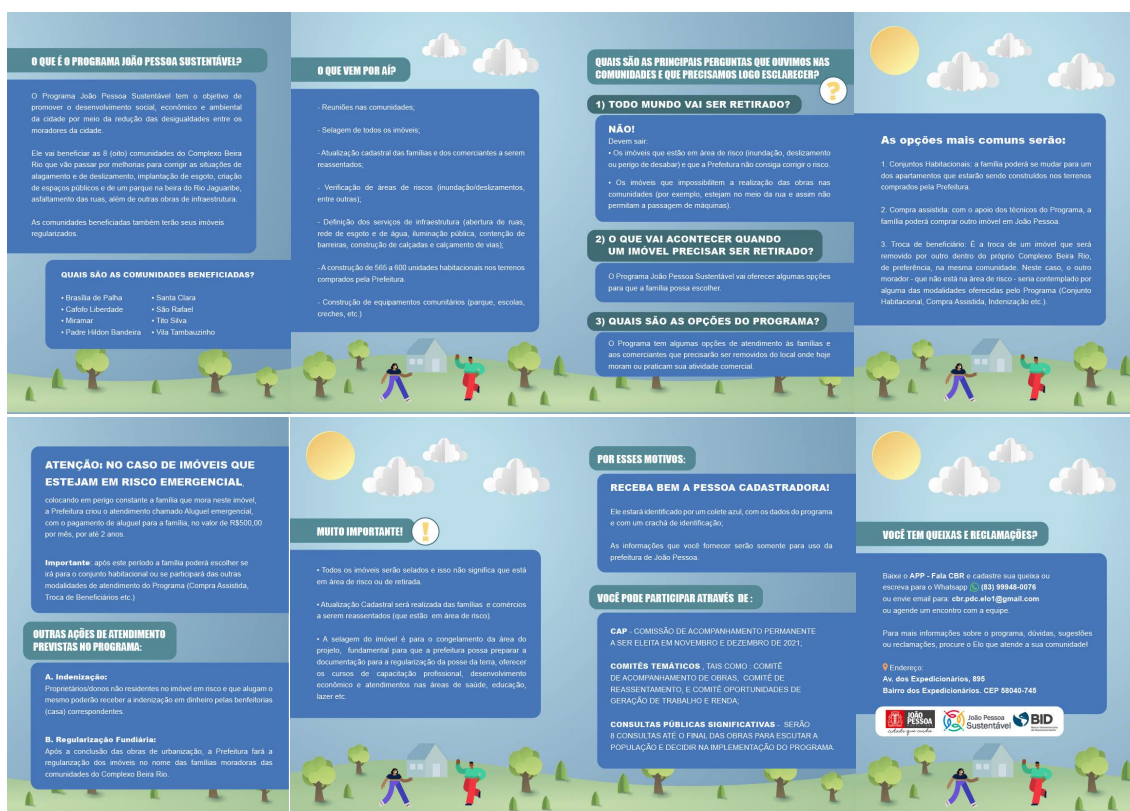 O QUE É O PROGRAMA JOÃO PESSOA SUSTENTÁVEL?
O Programa João Pessoa Sustentável tem o objetivo de
promover o desenvolvimento social, econômico e ambiental
da cidade por meio da redução das desigualdades entre os
moradores da cidade.
Ele vai beneficiar as 8 (oito) comunidades do Complexo Beira
Rio que vão passar por melhorias para corrigir as situações de
alagamento e de deslizamento, implantação de esgoto, criação
de espaços públicos e de um parque na beira do Rio Jaguaribe,
asfaltamento das ruas, além de outras obras de infraestrutura.
As comunidades beneficiadas também terão seus imóveis
regularizados.
QUAIS SÃO AS COMUNIDADES BENEFICIADAS?
• Brasília de Palha
• Cafofo Liberdade
• Miramar
• Padre Hildon Bandeira
• Santa Clara
• São Rafael
• Tito Silva
• Vila Tambauzinho
O QUE VEM POR AÍ?
- Reuniões nas comunidades;
- Selagem de todos os imóveis;
- Atualização cadastral das famílias e dos comerciantes a serem
reassentados;
- Verificação de áreas de riscos (inundação/deslizamentos,
entre outras);
- Definição dos serviços de infraestrutura (abertura de ruas,
rede de esgoto e de água, iluminação pública, contenção de
barreiras, construção de calçadas e calçamento de vias);
- A construção de 565 a 600 unidades habitacionais nos terrenos
comprados pela Prefeitura.
- Construção de equipamentos comunitários (parque, escolas,
creches, etc.)
QUAIS SÃO AS PRINCIPAIS PERGUNTAS QUE OUVIMOS NAS
COMUNIDADES E QUE PRECISAMOS LOGO ESCLARECER?
?
1) TODO MUNDO VAI SER RETIRADO?
NÃO!
Devem sair:
• Os imóveis que estão em área de risco (inundação, deslizamento
ou perigo de desabar) e que a Prefeitura não consiga corrigir o risco.
• Os imóveis que impossibilitem a realização das obras nas
comunidades (por exemplo, estejam no meio da rua e assim não
permitam a passagem de máquinas).
2) O QUE VAI ACONTECER QUANDO
UM IMÓVEL PRECISAR SER RETIRADO?
O Programa João Pessoa Sustentável vai oferecer algumas opções
para que a família possa escolher.
3) QUAIS SÃO AS OPÇÕES DO PROGRAMA?
O Programa tem algumas opções de atendimento às famílias e
aos comerciantes que precisarão ser removidos do local onde hoje
moram ou praticam sua atividade comercial.
As opções mais comuns serão:
1. Conjuntos Habitacionais: a família poderá se mudar para um
dos apartamentos que estarão sendo construídos nos terrenos
comprados pela Prefeitura.
2. Compra assistida: com o apoio dos técnicos do Programa, a
família poderá comprar outro imóvel em João Pessoa.
3. Troca de beneficiário: É a troca de um imóvel que será
removido por outro dentro do próprio Complexo Beira Rio,
de preferência, na mesma comunidade. Neste caso, o outro
morador - que não está na área de risco - seria contemplado por
alguma das modalidades oferecidas pelo Programa (Conjunto
Habitacional, Compra Assistida, Indenização etc.).
ATENÇÃO: NO CASO DE IMÓVEIS QUE
ESTEJAM EM RISCO EMERGENCIAL,
colocando em perigo constante a família que mora neste imóvel,
a Prefeitura criou o atendimento chamado Aluguel emergencial,
com o pagamento de aluguel para a família, no valor de R$500,00
por mês, por até 2 anos.
Importante: após este período a família poderá escolher se
irá para o conjunto habitacional ou se participará das outras
modalidades de atendimento do Programa (Compra Assistida,
Troca de Beneficiários etc.)
OUTRAS AÇÕES DE ATENDIMENTO
PREVISTAS NO PROGRAMA:
A. Indenização:
Proprietários/donos não residentes no imóvel em risco e que alugam o
mesmo poderão receber a indenização em dinheiro pelas benfeitorias
(casa) correspondentes.
B. Regularização Fundiária:
Após a conclusão das obras de urbanização, a Prefeitura fará a
regularização dos imóveis no nome das famílias moradoras das
comunidades do Complexo Beira Rio.
MUITO IMPORTANTE!
!
• Todos os imóveis serão selados e isso não significa que está
em área de risco ou de retirada.
• Atualização Cadastral será realizada das famílias e comércios
a serem reassentados (que estão em área de risco).
• A selagem do imóvel é para o congelamento da área do
projeto, fundamental para que a prefeitura possa preparar a
documentação para a regularização da posse da terra, oferecer
os cursos de capacitação profissional, desenvolvimento
econômico e atendimentos nas áreas de saúde, educação,
lazer etc.
POR ESSES MOTIVOS:
RECEBA BEM A PESSOA CADASTRADORA!
Ele estará identificado por um colete azul, com os dados do programa
e com um crachá de identificação;
As informações que você fornecer serão somente para uso da
prefeitura de João Pessoa.
VOCÊ PODE PARTICIPAR ATRAVÉS DE :
CAP - COMISSÃO DE ACOMPANHAMENTO PERMANENTE
A SER ELEITA EM NOVEMBRO E DEZEMBRO DE 2021;
COMITÊS TEMÁTICOS , TAIS COMO : COMITÊ
DE ACOMPANHAMENTO DE OBRAS, COMITÊ DE
REASSENTAMENTO, E COMITÊ OPORTUNIDADES DE
GERAÇÃO DE TRABALHO E RENDA;
CONSULTAS PÚBLICAS SIGNIFICATIVAS - SERÃO
8 CONSULTAS ATÉ O FINAL DAS OBRAS PARA ESCUTAR A
POPULAÇÃO E DECIDIR NA IMPLEMENTAÇÃO DO PROGRAMA.
VOCÊ TEM QUEIXAS E RECLAMAÇÕES?
Baixe o APP - Fala CBR e cadastre sua queixa ou
escreva para o Whatsapp (83) 99948-0076
ou envie email para: cbr.pdc.elo1@gmail.com
ou agende um encontro com a equipe.
Para mais informações sobre o programa, dúvidas, sugestões
ou reclamações, procure o Elo que atende a sua comunidade!
Endereço:
Av. dos Expedicionários, 895
Bairro dos Expedicionários. CEP 58040-745
JOÃO
PESSOA
cidade que cuida
João Pessoa
Sustentável
BID